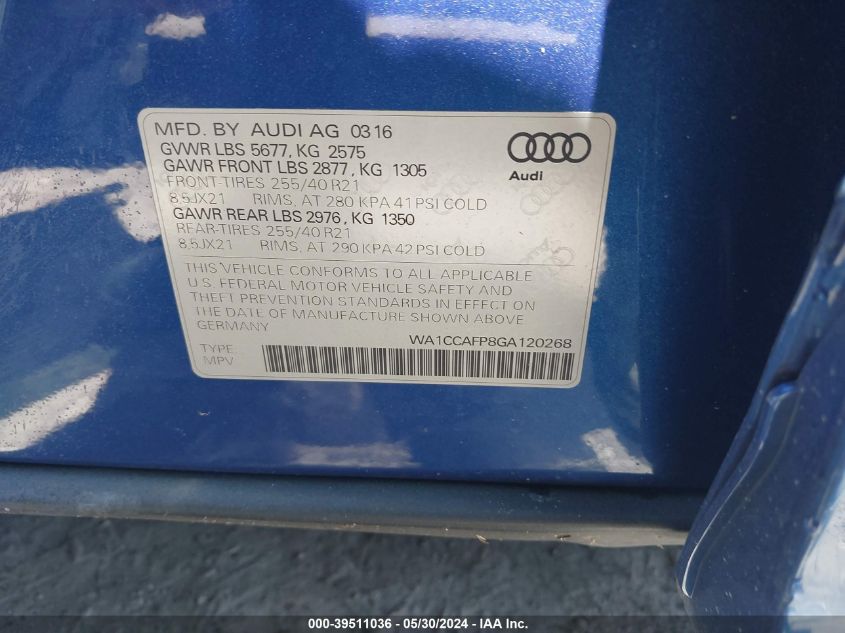 MFD. BY AUDI AG 03 16
GVWR LBS 5677, KG 2575
GAWR FRONT LBS 2877, KG 1305
FRONT-TIRES 255/40 R21
8,5JX21 RIMS, AT 280 KPA 41 PSI COLD
GAWR REAR LBS 2976, KG 1350
REAR-TIRES 255/40 R21
8,5JX21 RIMS, AT 290 KPA 42 PSI COLD
Audi
THIS VEHICLE CONFORMS TO ALL APPLICABLE
U.S. FEDERAL MOTOR VEHICLE SAFETY AND
THEFT PREVENTION STANDARDS IN EFFECT ON
THE DATE OF MANUFACTURE SHOWN ABOVE
GERMANY
WA1CCAFP8GA120268
TYPE:
MPV
000-39511036 - 05/30/2024 - IAA Inc.